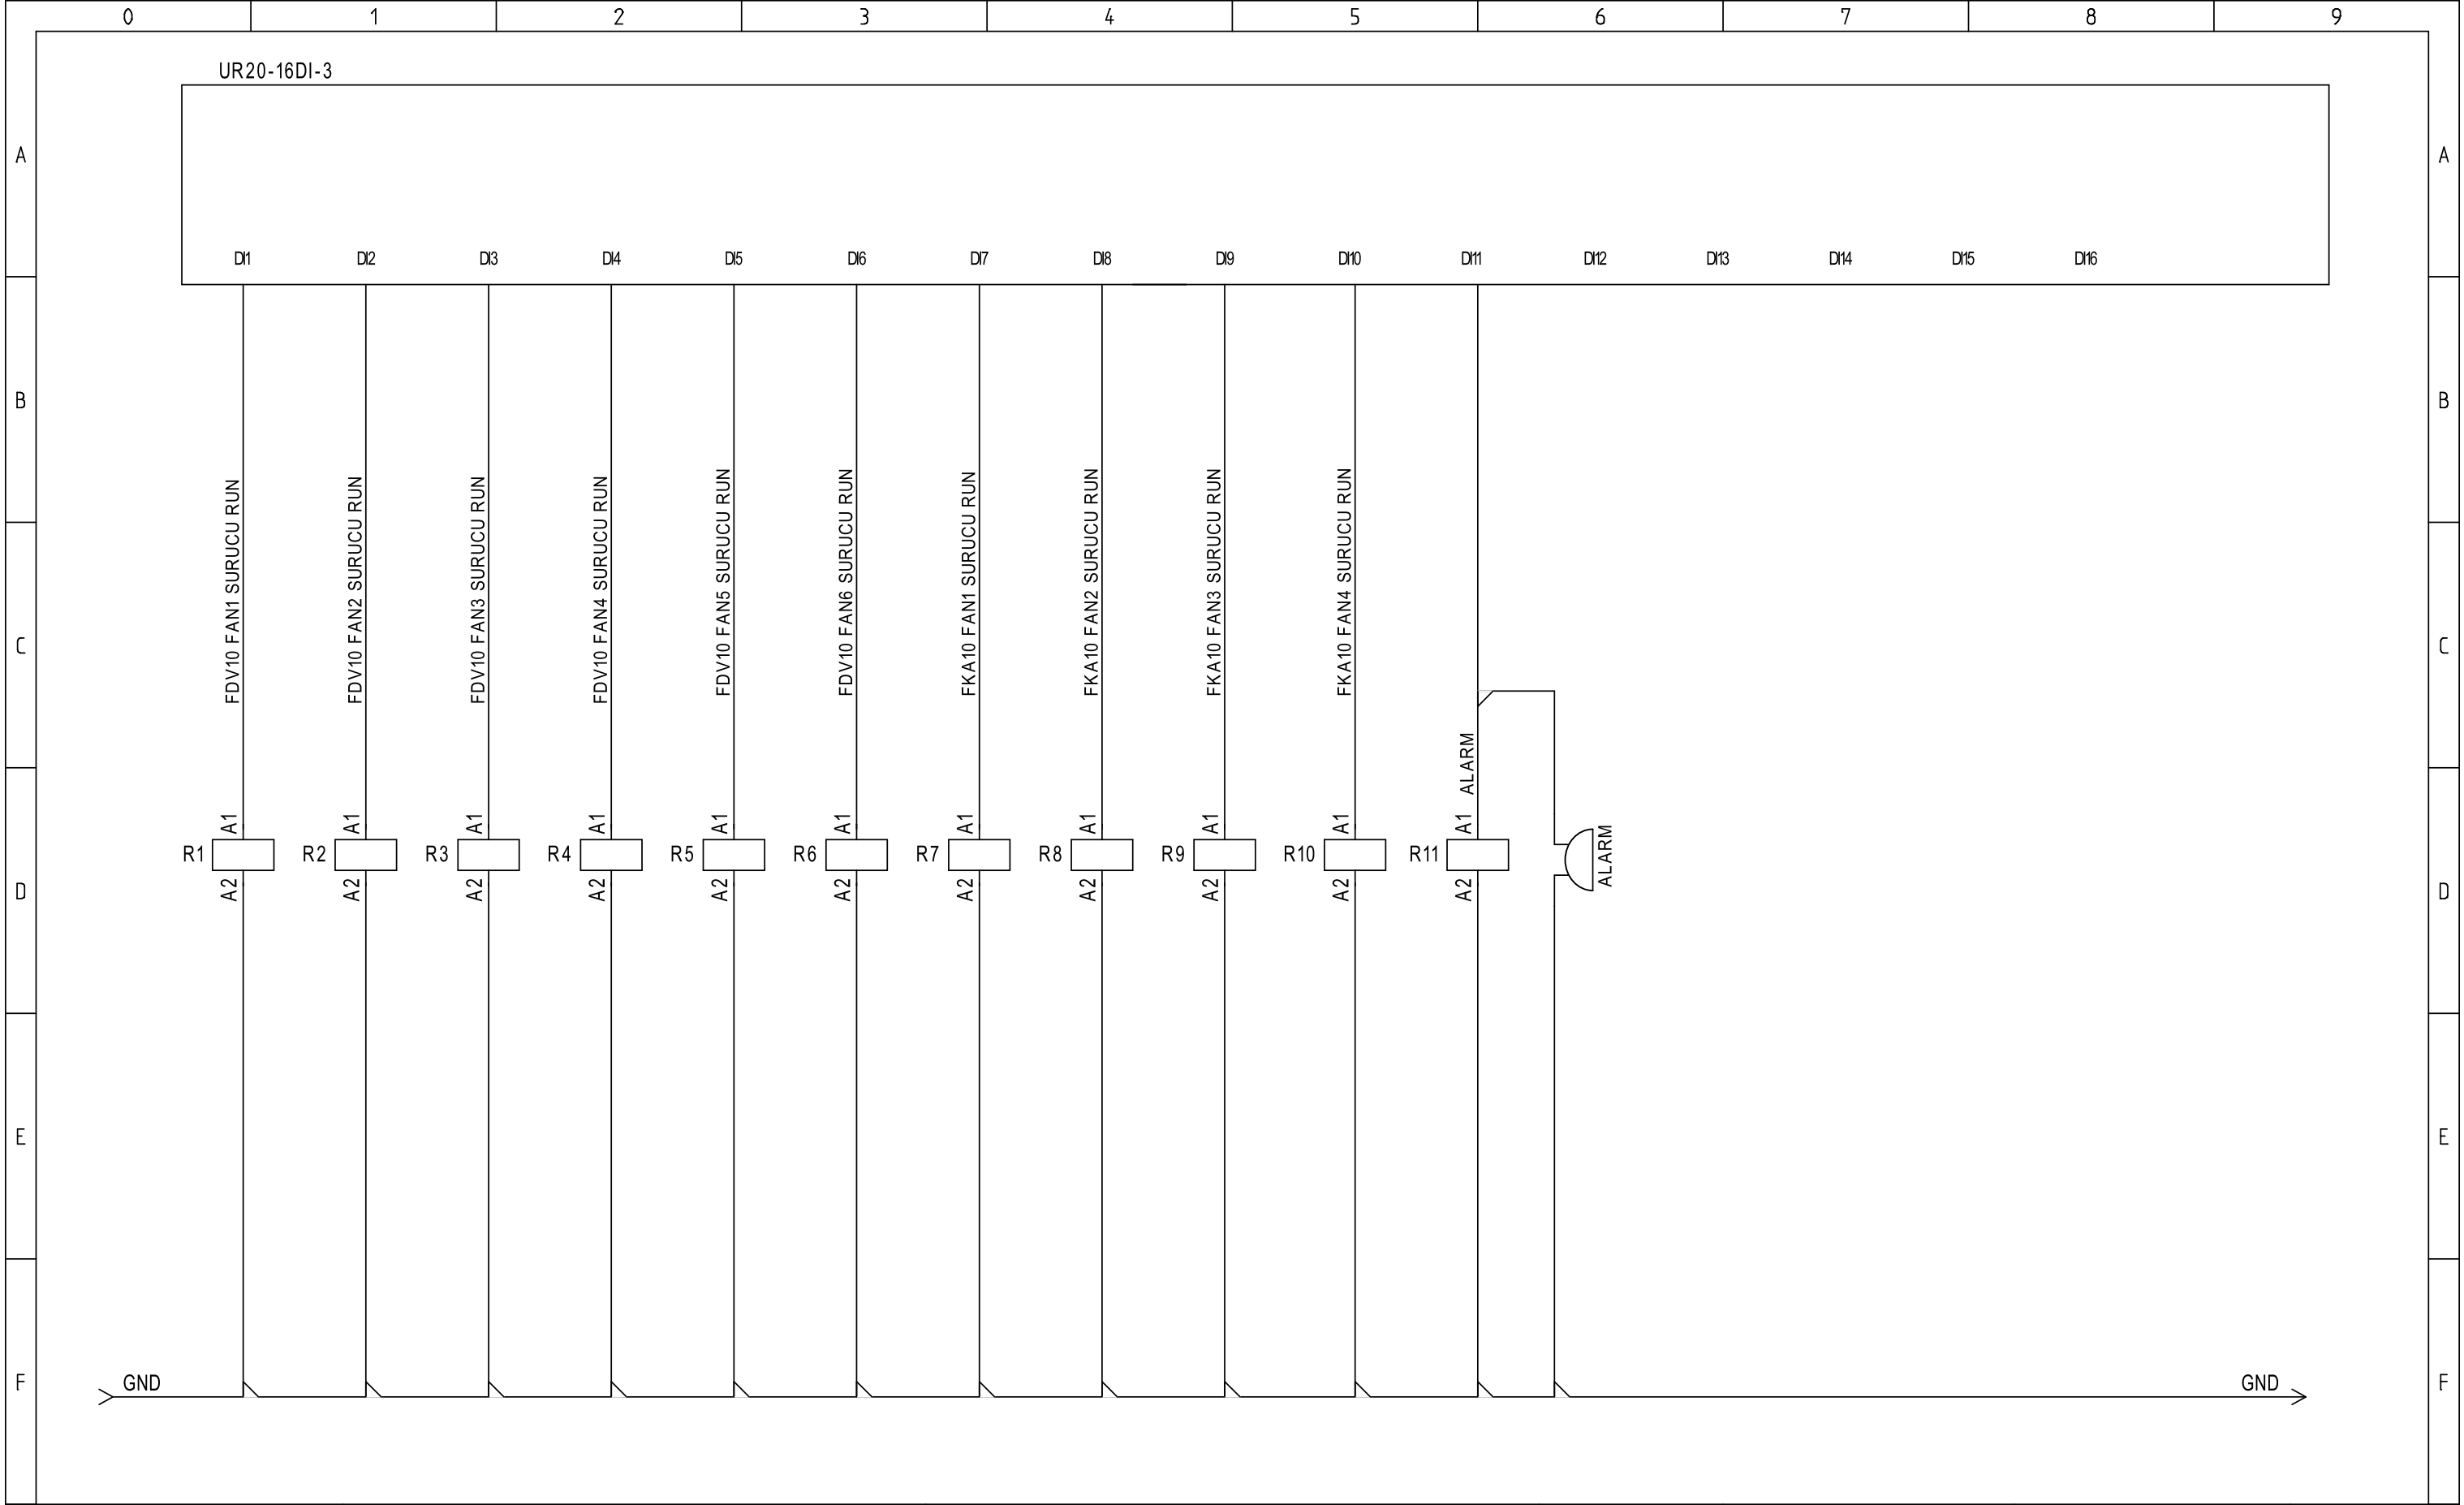 0 1 2 3 4 5 6 7 8 9
UR20-16DI-3
A A
DI1 DI2 DI3 DI4 DI5 DI6 DI7 DI8 DI9 DI10 DI11 DI12 DI13 DI14 DI15 DI16
B B
FDV10 FAN1 SURUCU RUN
FDV10 FAN2 SURUCU RUN
FDV10 FAN3 SURUCU RUN
FDV10 FAN4 SURUCU RUN
FDV10 FAN5 SURUCU RUN
FDV10 FAN6 SURUCU RUN
FKA10 FAN1 SURUCU RUN
FKA10 FAN2 SURUCU RUN
FKA10 FAN3 SURUCU RUN
FKA10 FAN4 SURUCU RUN
C C
ALARM
A1 A1 A1 A1 A1 A1 A1 A1 A1 A1 A1
R1 R2 R3 R4 R5 R6 R7 R8 R9 R10 R11 ALARM
A2 A2 A2 A2 A2 A2 A2 A2 A2 A2 A2
D D
E E
F F
GND GND